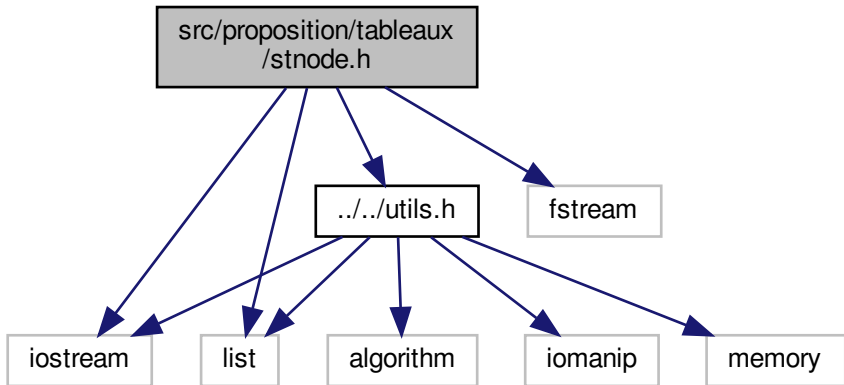 src/proposition/tableaux
/stnode.h
../../utils.h
fstream
iostream
list
algorithm
iomanip
memory